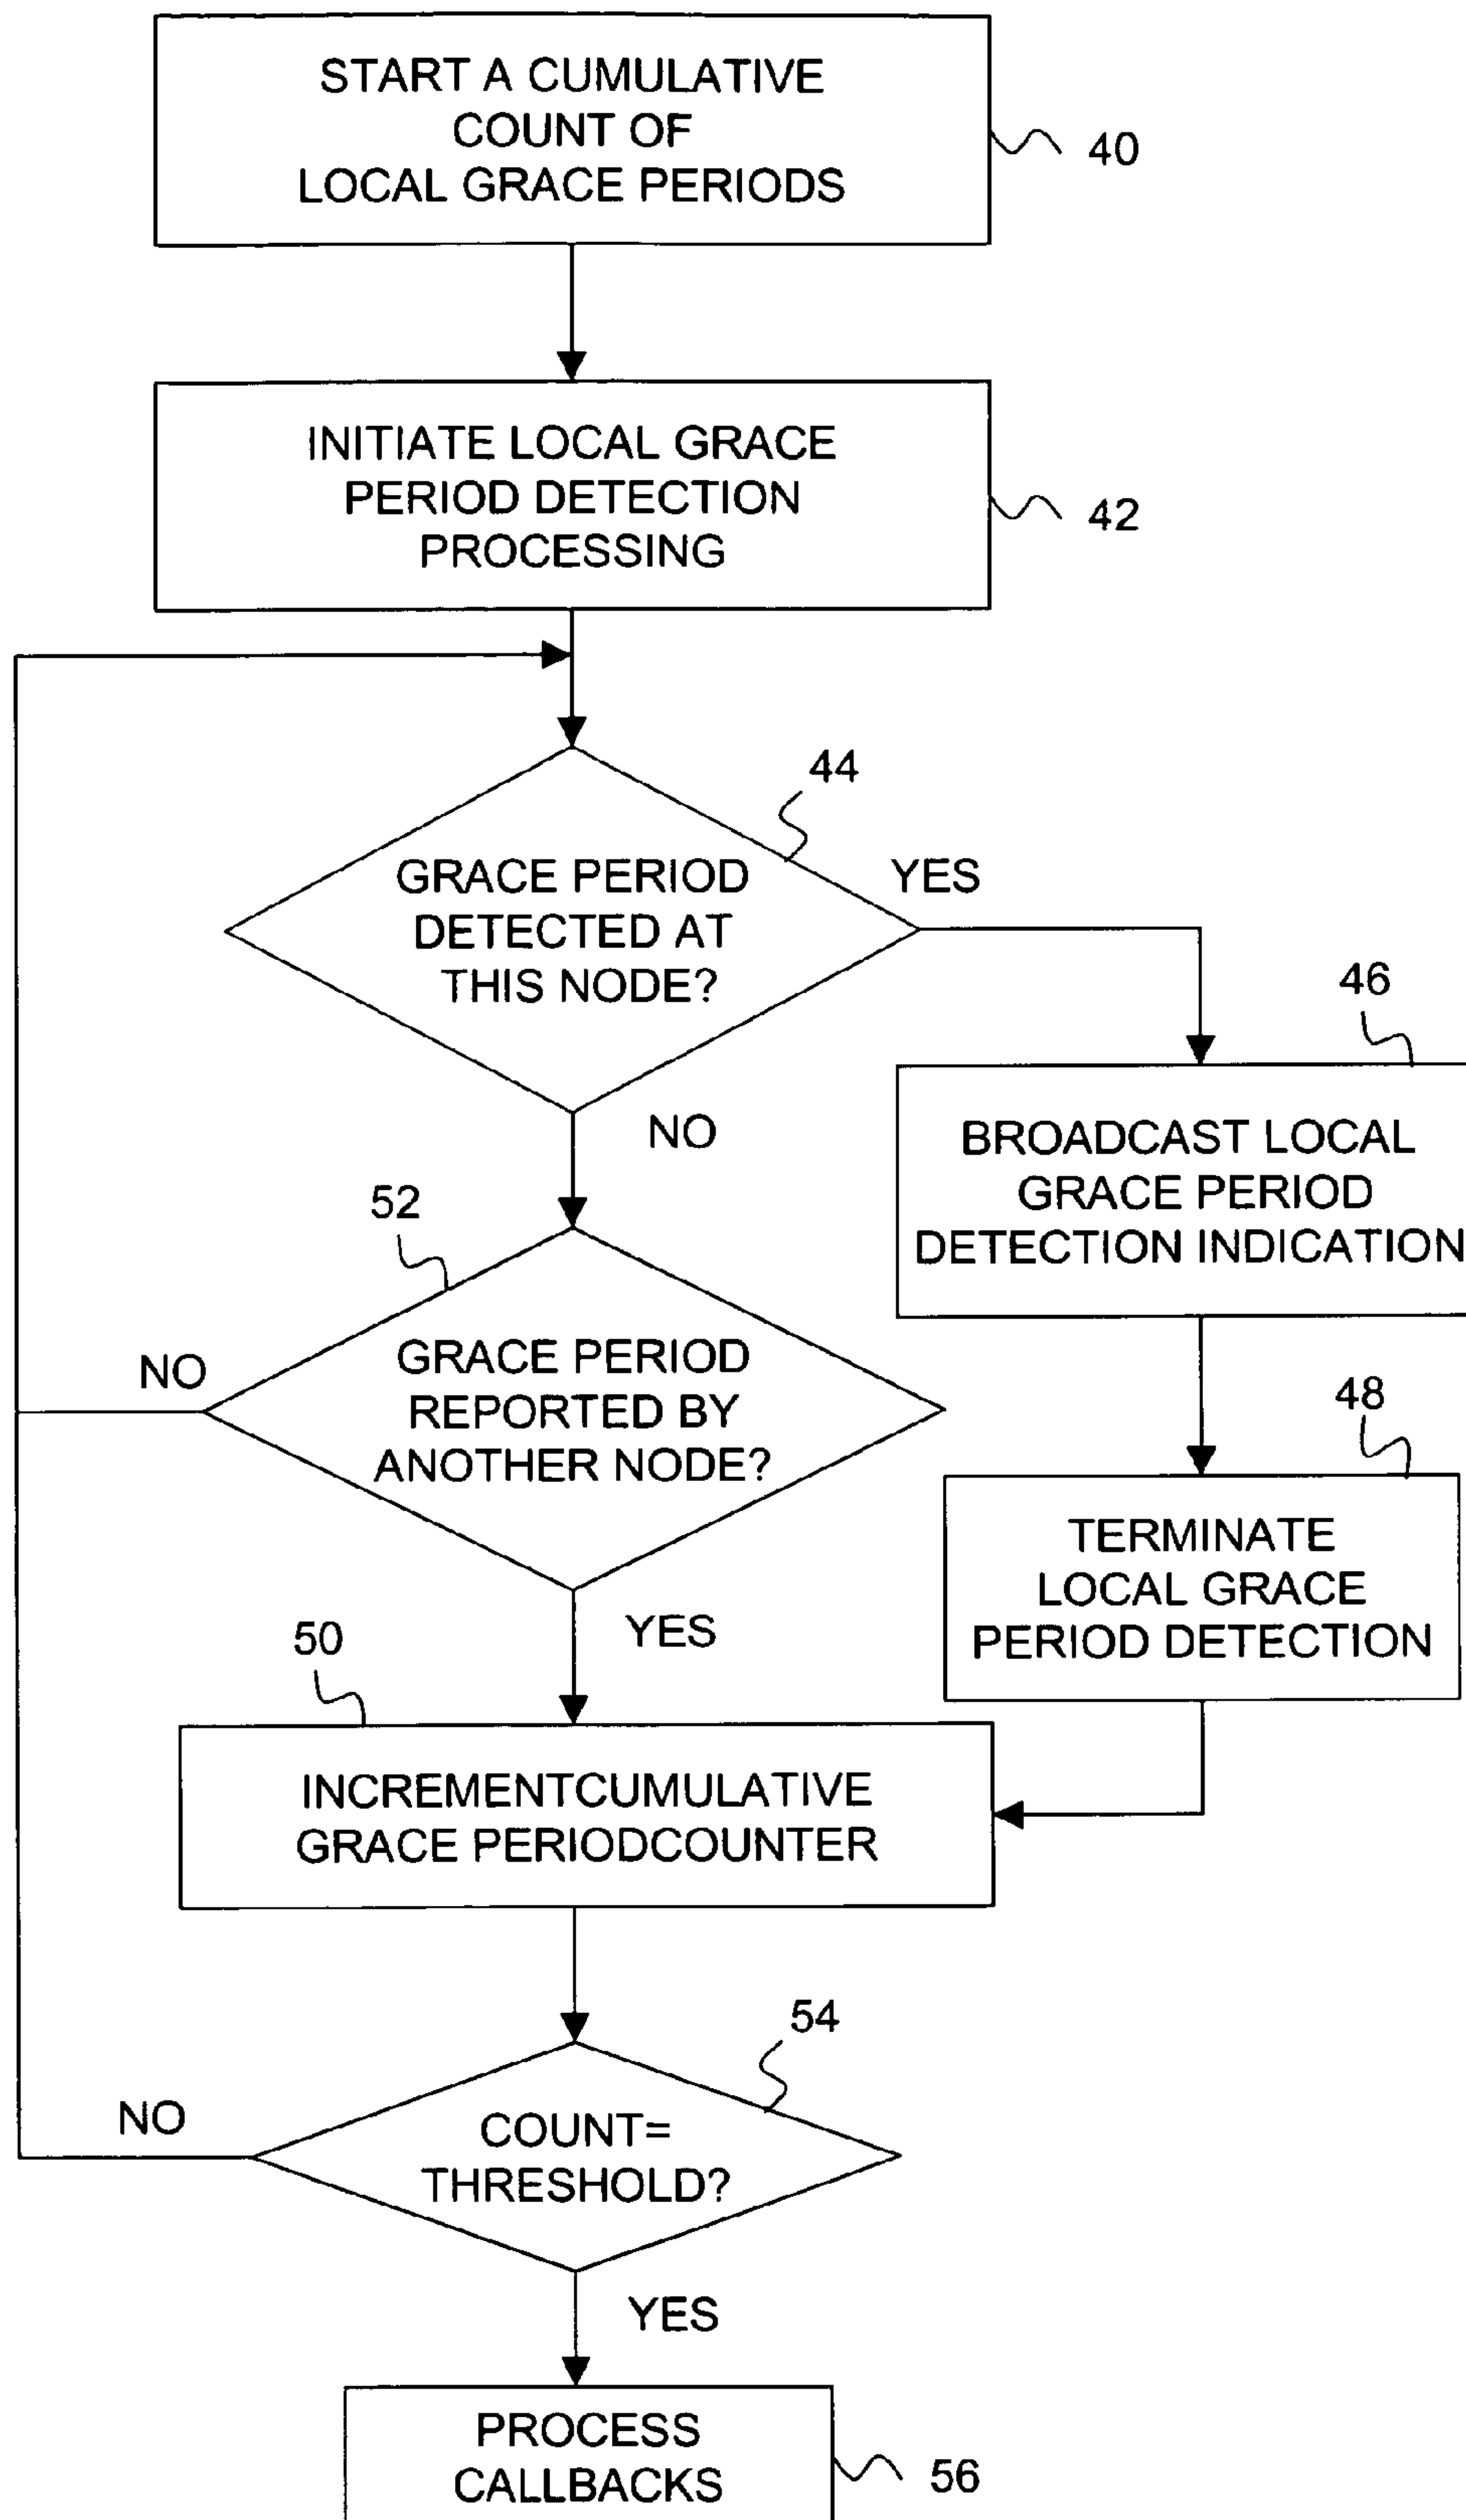 START A CUMULATIVE
COUNT OF
LOCAL GRACE PERIODS
40
INITIATE LOCAL GRACE
PERIOD DETECTION
PROCESSING
42
44
GRACE PERIOD
DETECTED AT
THIS NODE?
YES
NO
46
BROADCAST LOCAL
GRACE PERIOD
DETECTION INDICATION
52
GRACE PERIOD
REPORTED BY
ANOTHER NODE?
NO
YES
48
TERMINATE
LOCAL GRACE
PERIOD DETECTION
50
INCREMENTCUMULATIVE
GRACE PERIODCOUNTER
54
COUNT=
THRESHOLD?
NO
YES
PROCESS
CALLBACKS
56